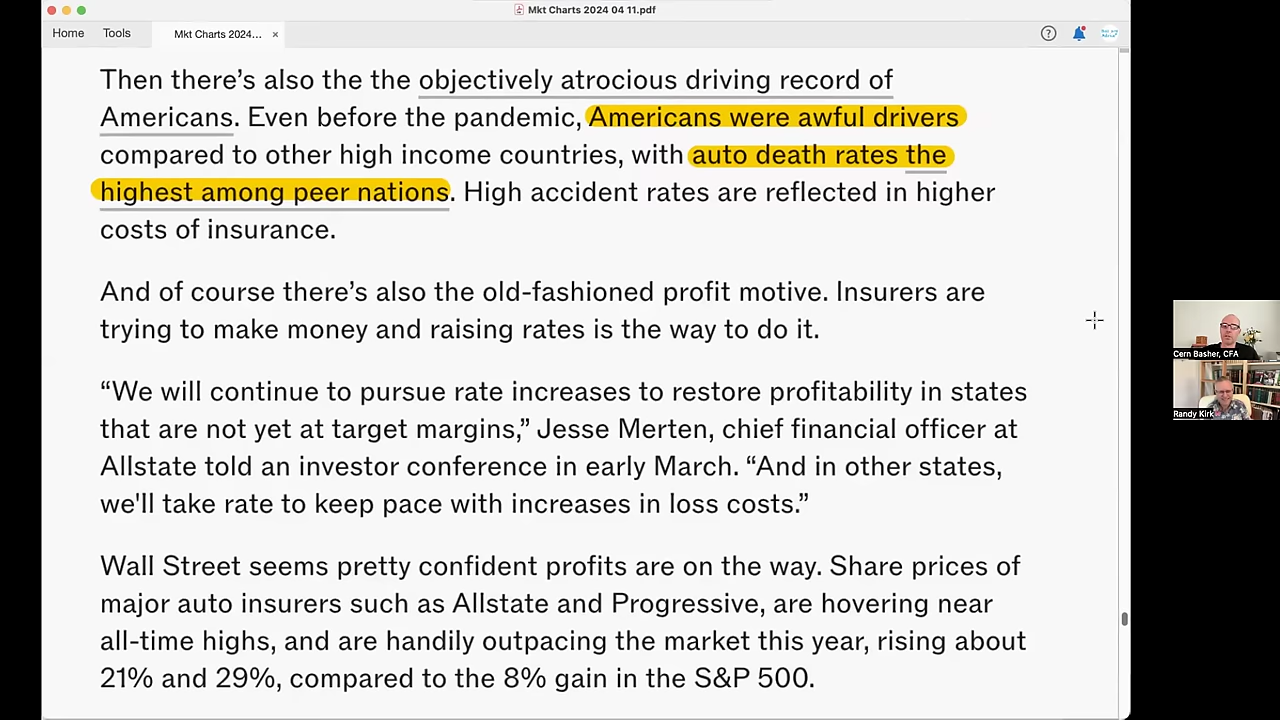 Mkt Charts 2024 04 11.pdf
Home Tools Mkt Charts 2024... ×
Then there’s also the the objectively atrocious driving record of
Americans. Even before the pandemic, Americans were awful drivers
compared to other high income countries, with auto death rates the
highest among peer nations. High accident rates are reflected in higher
costs of insurance.
And of course there’s also the old-fashioned profit motive. Insurers are
trying to make money and raising rates is the way to do it.
“We will continue to pursue rate increases to restore profitability in states
that are not yet at target margins,” Jesse Merten, chief financial officer at
Allstate told an investor conference in early March. “And in other states,
we'll take rate to keep pace with increases in loss costs.”
Wall Street seems pretty confident profits are on the way. Share prices of
major auto insurers such as Allstate and Progressive, are hovering near
all-time highs, and are handily outpacing the market this year, rising about
21% and 29%, compared to the 8% gain in the S&P 500.
Cern Basher, CFA
Randy Kirk